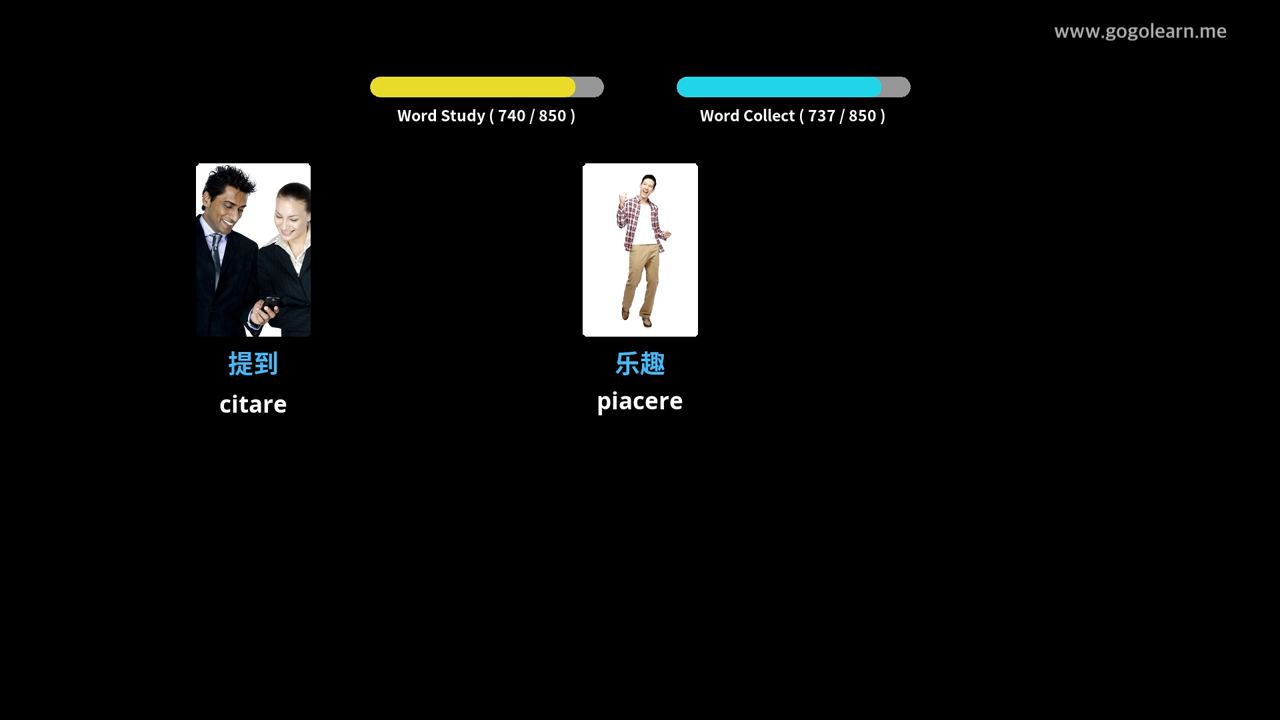 www.gogolearn.me
Word Study ( 740 / 850 )
Word Collect ( 737 / 850 )
提到
citare
乐趣
piacere